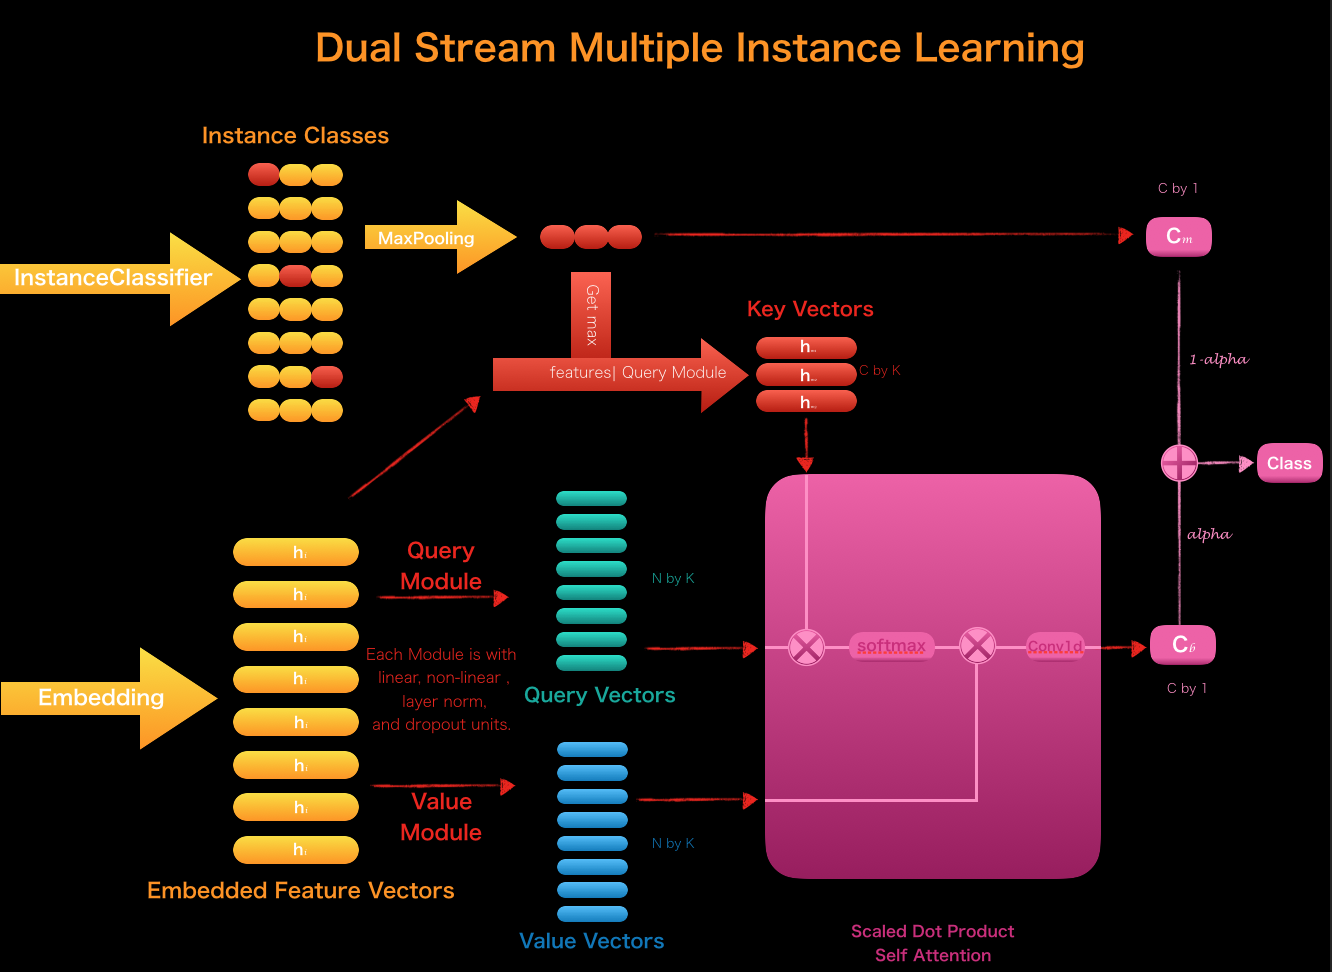 Dual Stream Multiple Instance Learning
Instance Classes
C by 1
MaxPooling
Cm
InstanceClassifier
Get max
Key Vectors
h
1-alpha
features| Query Module
h
C by K
h
Class
Query
Module
h
h
N by K
alpha
h
Each Module is with
linear, non-linear ,
layer norm,
and dropout units.
softmax
Conv1d
Cb
h
Query Vectors
C by 1
Embedding
h
h
Value
Module
h
h
N by K
Embedded Feature Vectors
Value Vectors
Scaled Dot Product
Self Attention